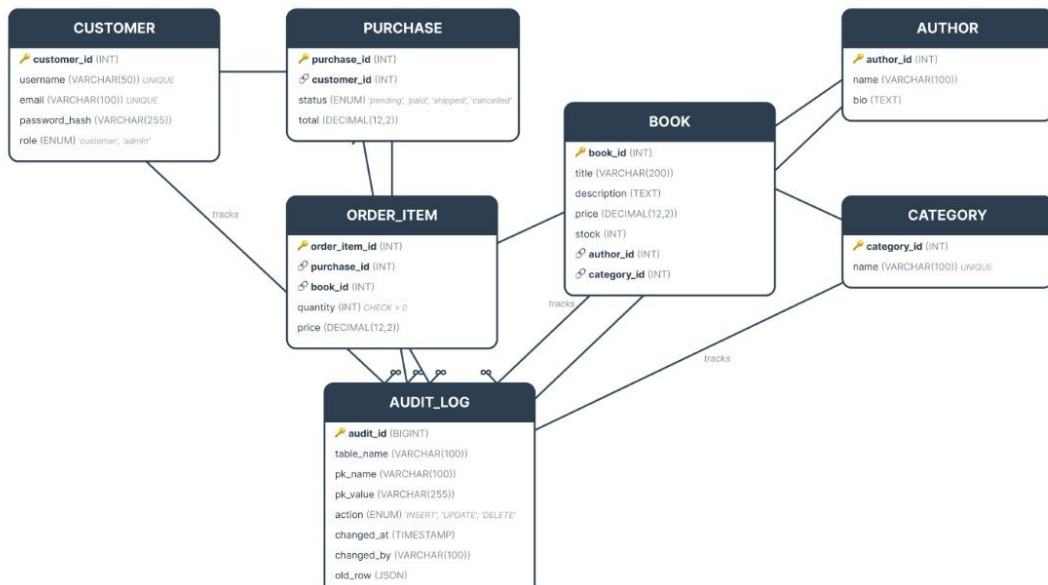 CUSTOMER
customer_id (INT)
username (VARCHAR(50)) UNIQUE
email (VARCHAR(100)) UNIQUE
password_hash (VARCHAR(255))
role (ENUM) 'customer', 'admin'
PURCHASE
purchase_id (INT)
customer_id (INT)
status (ENUM) 'pending', 'paid', 'shipped', 'cancelled'
total (DECIMAL(12,2))
AUTHOR
author_id (INT)
name (VARCHAR(100))
bio (TEXT)
BOOK
book_id (INT)
title (VARCHAR(200))
description (TEXT)
price (DECIMAL(12,2))
stock (INT)
author_id (INT)
category_id (INT)
ORDER_ITEM
order_item_id (INT)
purchase_id (INT)
book_id (INT)
quantity (INT) CHECK > 0
price (DECIMAL(12,2))
CATEGORY
category_id (INT)
name (VARCHAR(100)) UNIQUE
tracks
tracks
tracks
AUDIT_LOG
audit_id (BIGINT)
table_name (VARCHAR(100))
pk_name (VARCHAR(100))
pk_value (VARCHAR(255))
action (ENUM) 'INSERT', 'UPDATE', 'DELETE'
changed_at (TIMESTAMP)
changed_by (VARCHAR(100))
old_row (JSON)